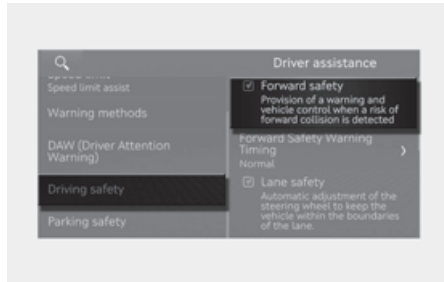 Driver assistance
Speed limit assist
Warning methods
DAW (Driver Attention
Warning)
Driving safety
Parking safety
Forward safety
Provision of a warning and
vehicle control when a risk of
forward collision is detected
Forward Safety Warning
Timing
Normal
Lane safety
Automatic adjustment of the
steering wheel to keep the
vehicle within the boundaries
of the lane.